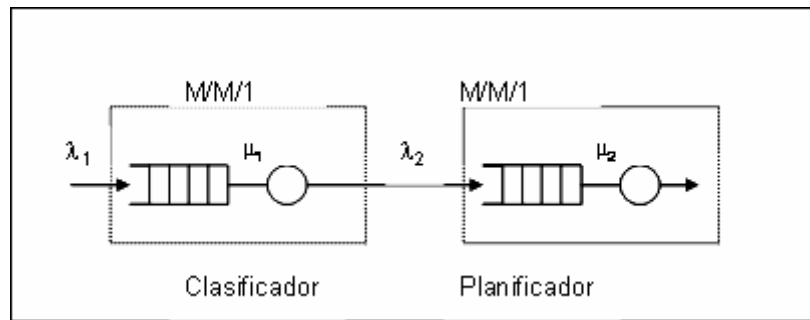 M/M/1
M/M/1
λ₁
μ₁
λ₂
μ₂
Clasificador
Planificador